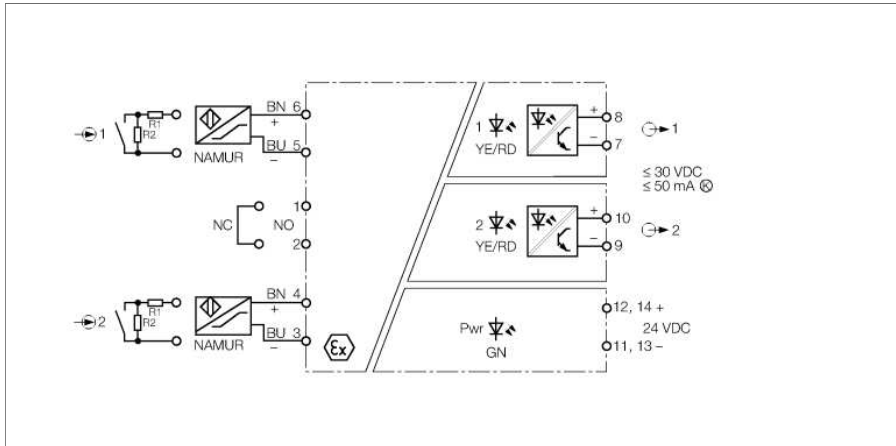 BN 6
+
1
R1
R2
BU 5
–
NAMUR
1
YE/RD
+
8
–
7
1
≤ 30 VDC
≤ 50 mA Ⓚ
NC
NO
1
2
2
YE/RD
+
10
–
9
2
BN 4
+
2
R1
R2
BU 3
–
NAMUR
Ex
Pwr
GN
12, 14 +
24 VDC
11, 13 –